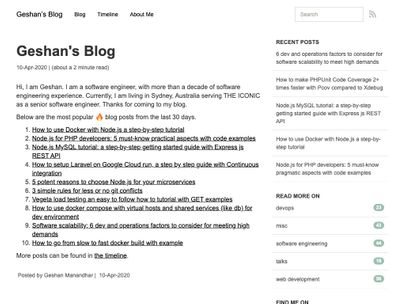 Geshan's Blog Blog Timeline About Me Search
Geshan's Blog
10-Apr-2020 | (about a 2 minute read)
Hi, I am Geshan. I am a software engineer, with more than a decade of software
engineering experience. Currently, I am living in Sydney, Australia serving THE ICONIC
as a senior software engineer. Thanks for coming to my blog.
Below are the most popular 🔥 blog posts from the last 30 days.
1. How to use Docker with Node.js a step-by-step tutorial
2. Node.js for PHP developers: 5 must-know practical aspects with code examples
3. Node.js MySQL tutorial: a step-by-step getting started guide with Express js
REST API
4. How to setup Laravel on Google Cloud run, a step by step guide with Continuous
integration
5. 5 potent reasons to choose Node.js for your microservices
6. 3 simple rules for less or no git conflicts
7. Vegeta load testing an easy to follow how to tutorial with GET examples
8. How to use docker compose with virtual hosts and shared services (like db) for
dev environment
9. Software scalability: 6 dev and operations factors to consider for meeting high
demands
10. How to go from slow to fast docker build with example
More posts can be found in the timeline.
Posted by Geshan Manandhar | 10-Apr-2020
RECENT POSTS
6 dev and operations factors to consider for
software scalability to meet high demands
How to make PHPUnit Code Coverage 2+
times faster with Pcov compared to Xdebug
Node.js MySQL tutorial: a step-by-step
getting started guide with Express js
How to use Docker with Node.js a step-by-
step tutorial
Node.js for PHP developers: 5 must-know
pragmatic aspects with code examples
READ MORE ON
devops
misc
software engineering
talks
web development
FIND ME ON